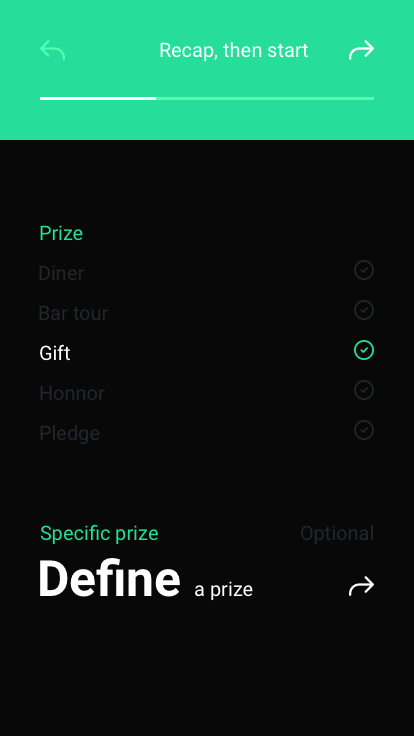 Recap, then start
Prize
Diner
Bar tour
Gift
Honnor
Pledge
Specific prize Optional
Define a prize